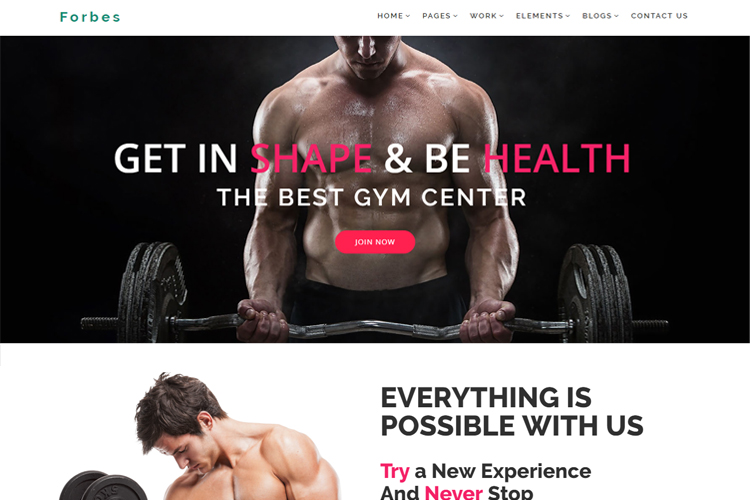 Forbes
HOME PAGES WORK ELEMENTS BLOGS CONTACT US
GET IN SHAPE & BE HEALTH
THE BEST GYM CENTER
JOIN NOW
EVERYTHING IS
POSSIBLE WITH US
Try a New Experience
And Never Stop